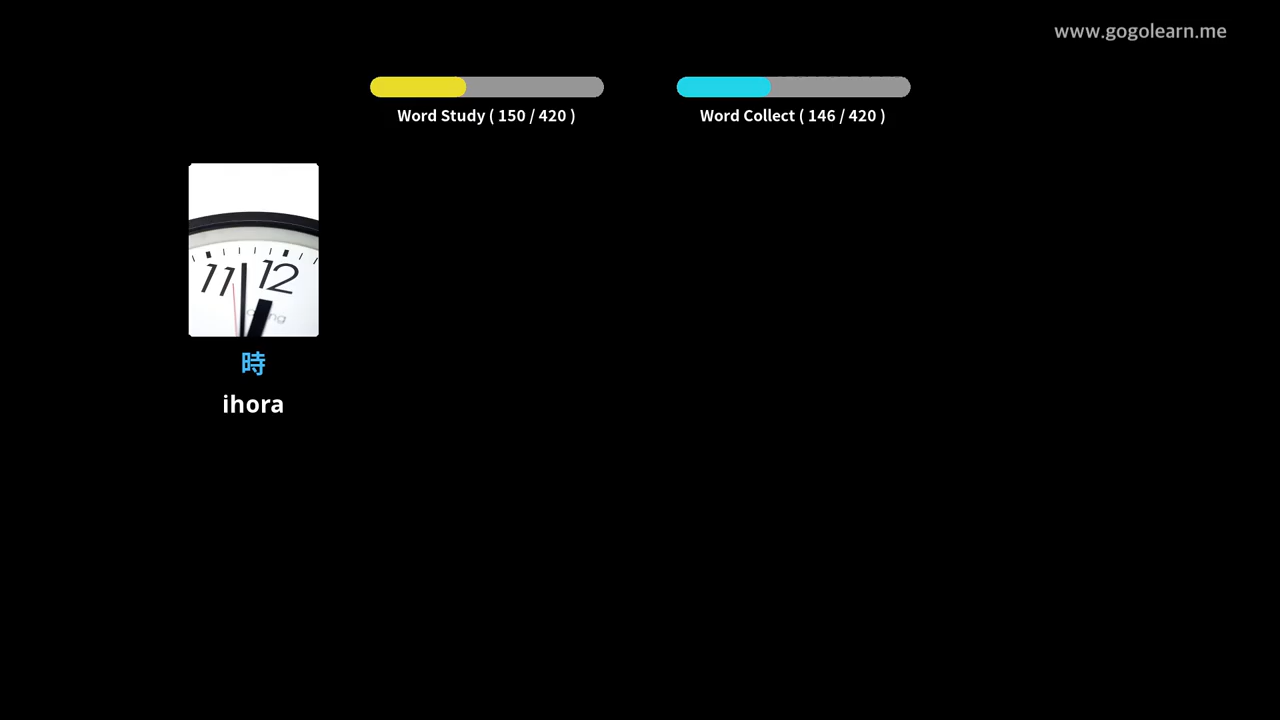 www.gogolearn.me
Word Study ( 150 / 420 )
Word Collect ( 146 / 420 )
11 12
時
ihora